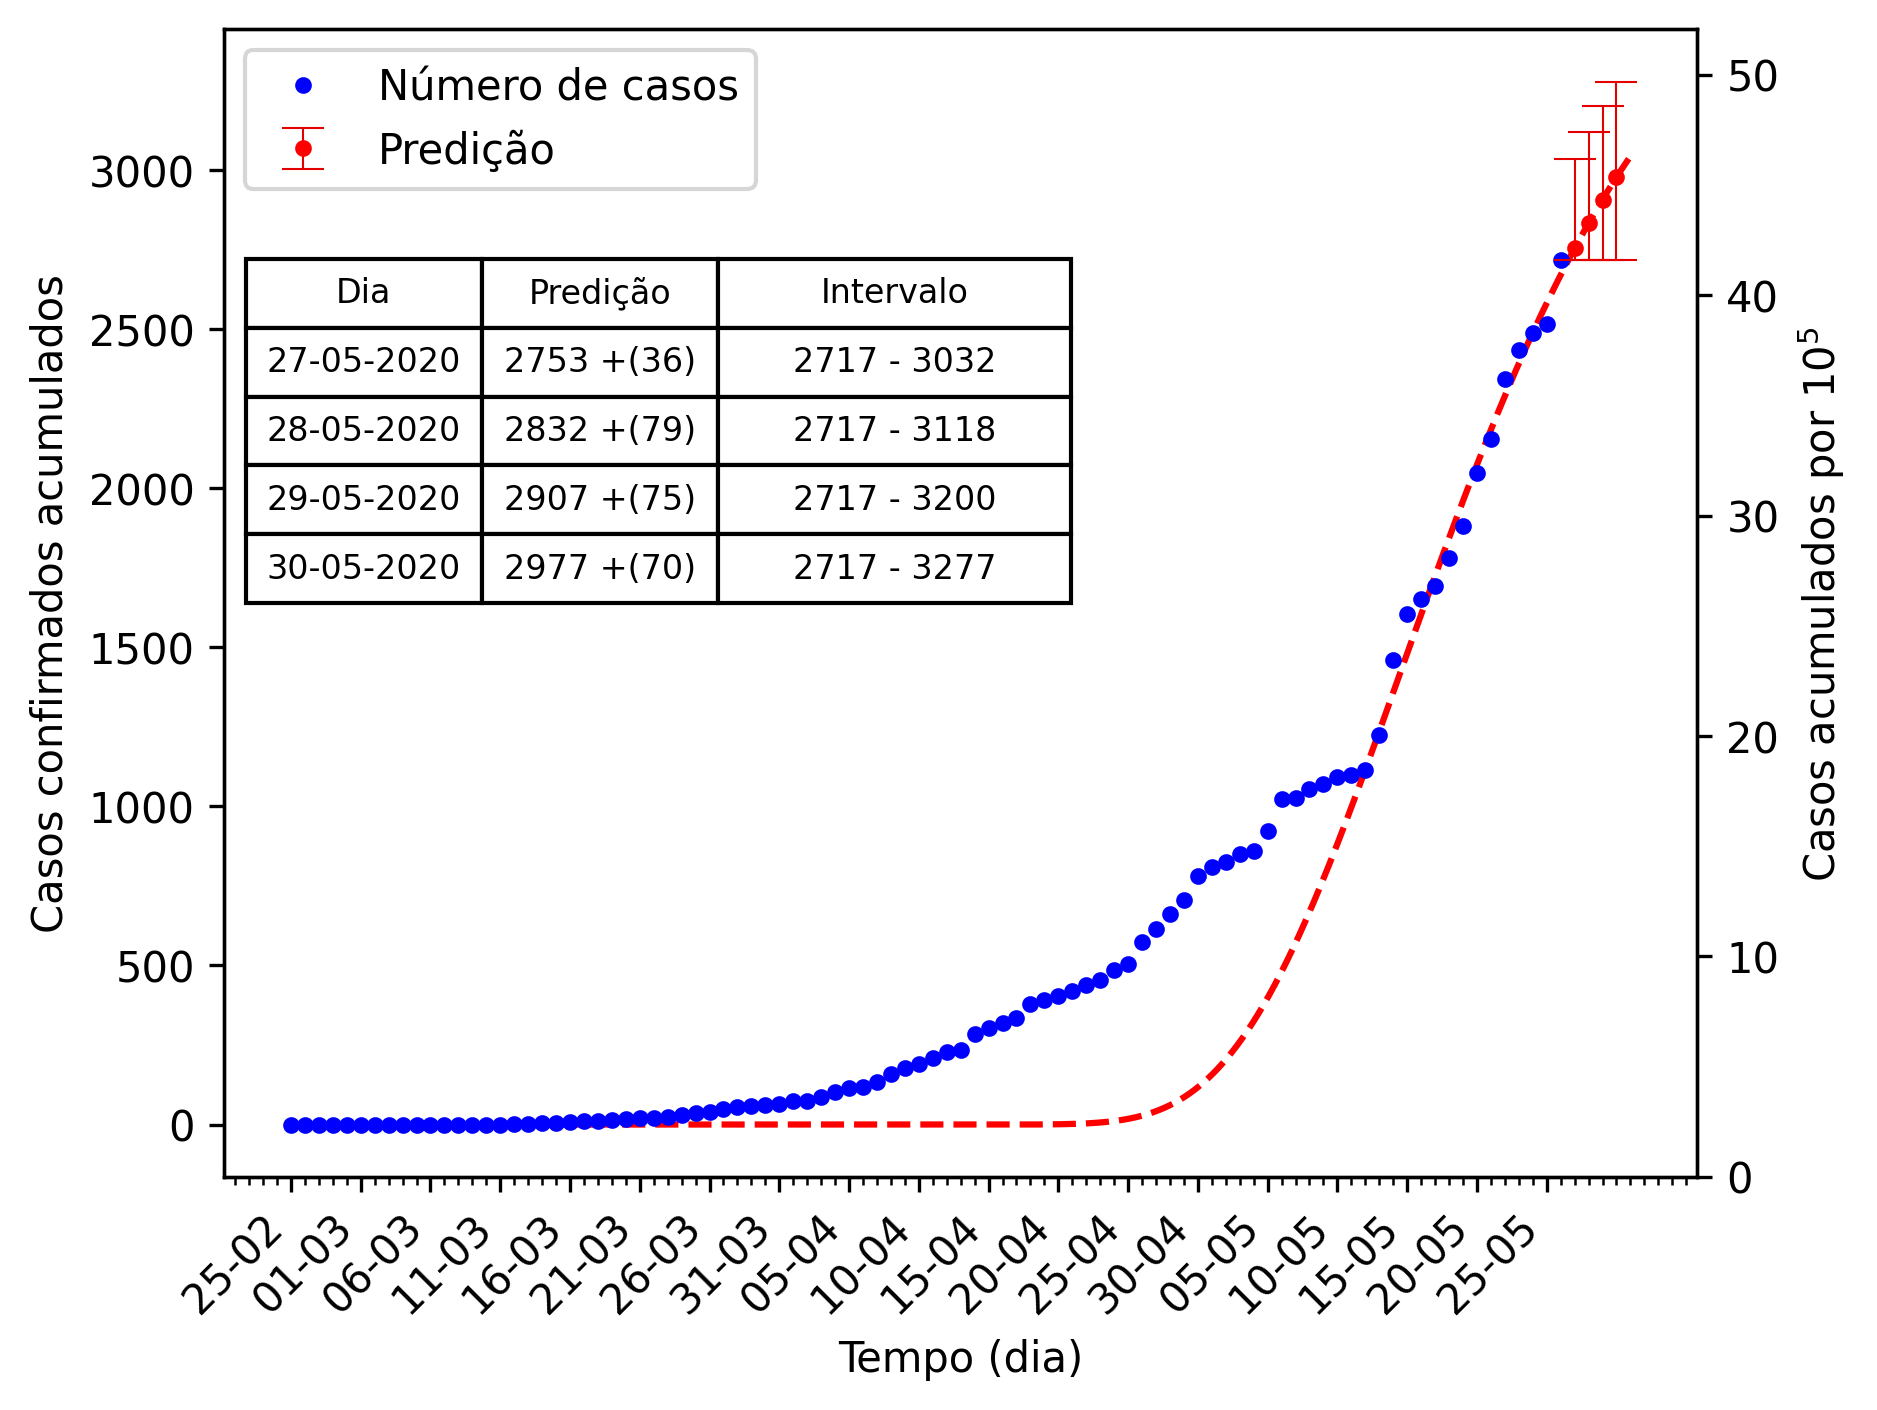 Número de casos
Predição
Dia Predição Intervalo
27-05-2020 2753 +(36) 2717 - 3032
28-05-2020 2832 +(79) 2717 - 3118
29-05-2020 2907 +(75) 2717 - 3200
30-05-2020 2977 +(70) 2717 - 3277
Casos confirmados acumulados
3000
2500
2000
1500
1000
500
0
50
40
30
20
10
0
Casos acumulados por 10⁵
25-02 01-03 06-03 11-03 16-03 21-03 26-03 31-03 05-04 10-04 15-04 20-04 25-04 30-04 05-05 10-05 15-05 20-05 25-05
Tempo (dia)